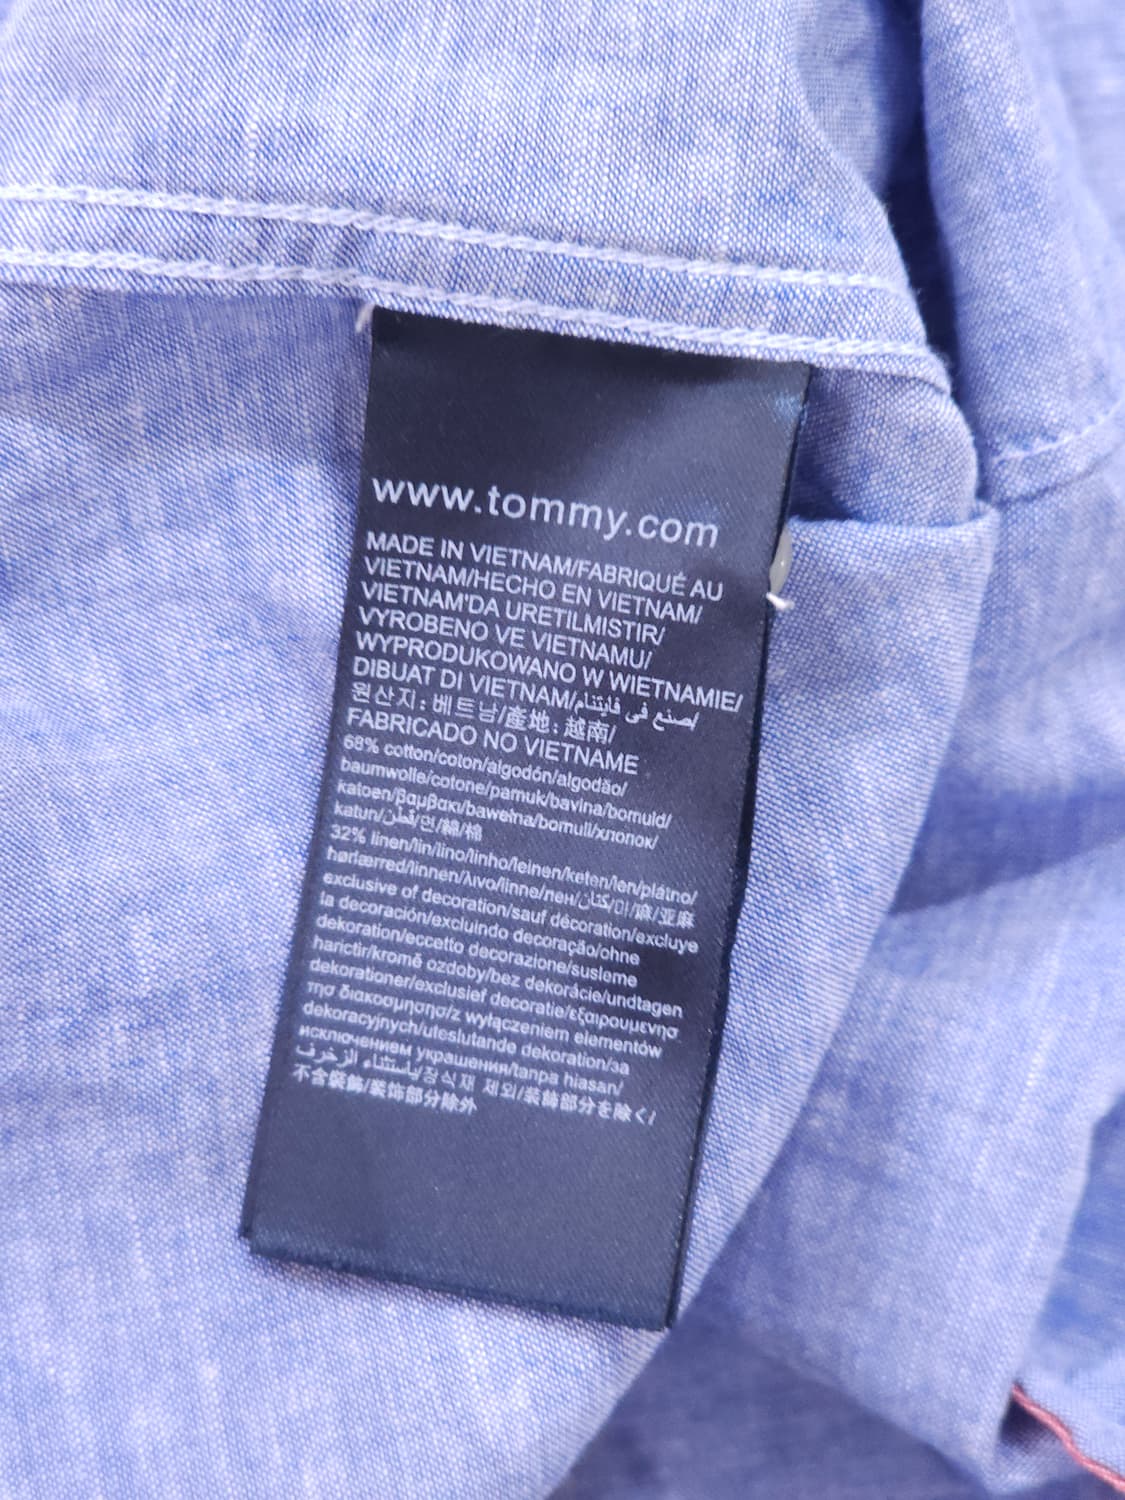 www.tommy.com
MADE IN VIETNAM/FABRIQUÉ AU
VIETNAM/HECHO EN VIETNAM/
VIETNAM'DA URETILMISTIR/
VYROBENO VE VIETNAMU/
WYPRODUKOWANO W WIETNAMIE/
DIBUAT DI VIETNAM/صنع في فايتنام/
원산지: 베트남/產地: 越南/
FABRICADO NO VIETNAME
68% cotton/coton/algodón/algodão/
baumwolle/cotone/pamuk/bavlna/bomuld/
katoen/βαμβακι/bawełna/bomull/хлопок/
katun/قطن/면/綿/棉
32% linen/lin/lino/linho/leinen/keten/len/plátno/
hørlærred/linnen/λινο/linne/лен/كتان/마/麻/亚麻
exclusive of decoration/sauf décoration/excluye
la decoración/excluindo decoração/ohne
dekoration/eccetto decorazione/susleme
harictir/kromě ozdoby/bez dekorácie/undtagen
dekorationer/exclusief decoratie/εξαιρουμενησ
τησ διακοσμησησ/z wyłączeniem elementów
dekoracyjnych/uteslutande dekoration/за
исключением украшения/tanpa hiasan/
باستثناء الزخرف/장식재 제외/装飾部分を除く/
不含裝飾/装饰部分除外